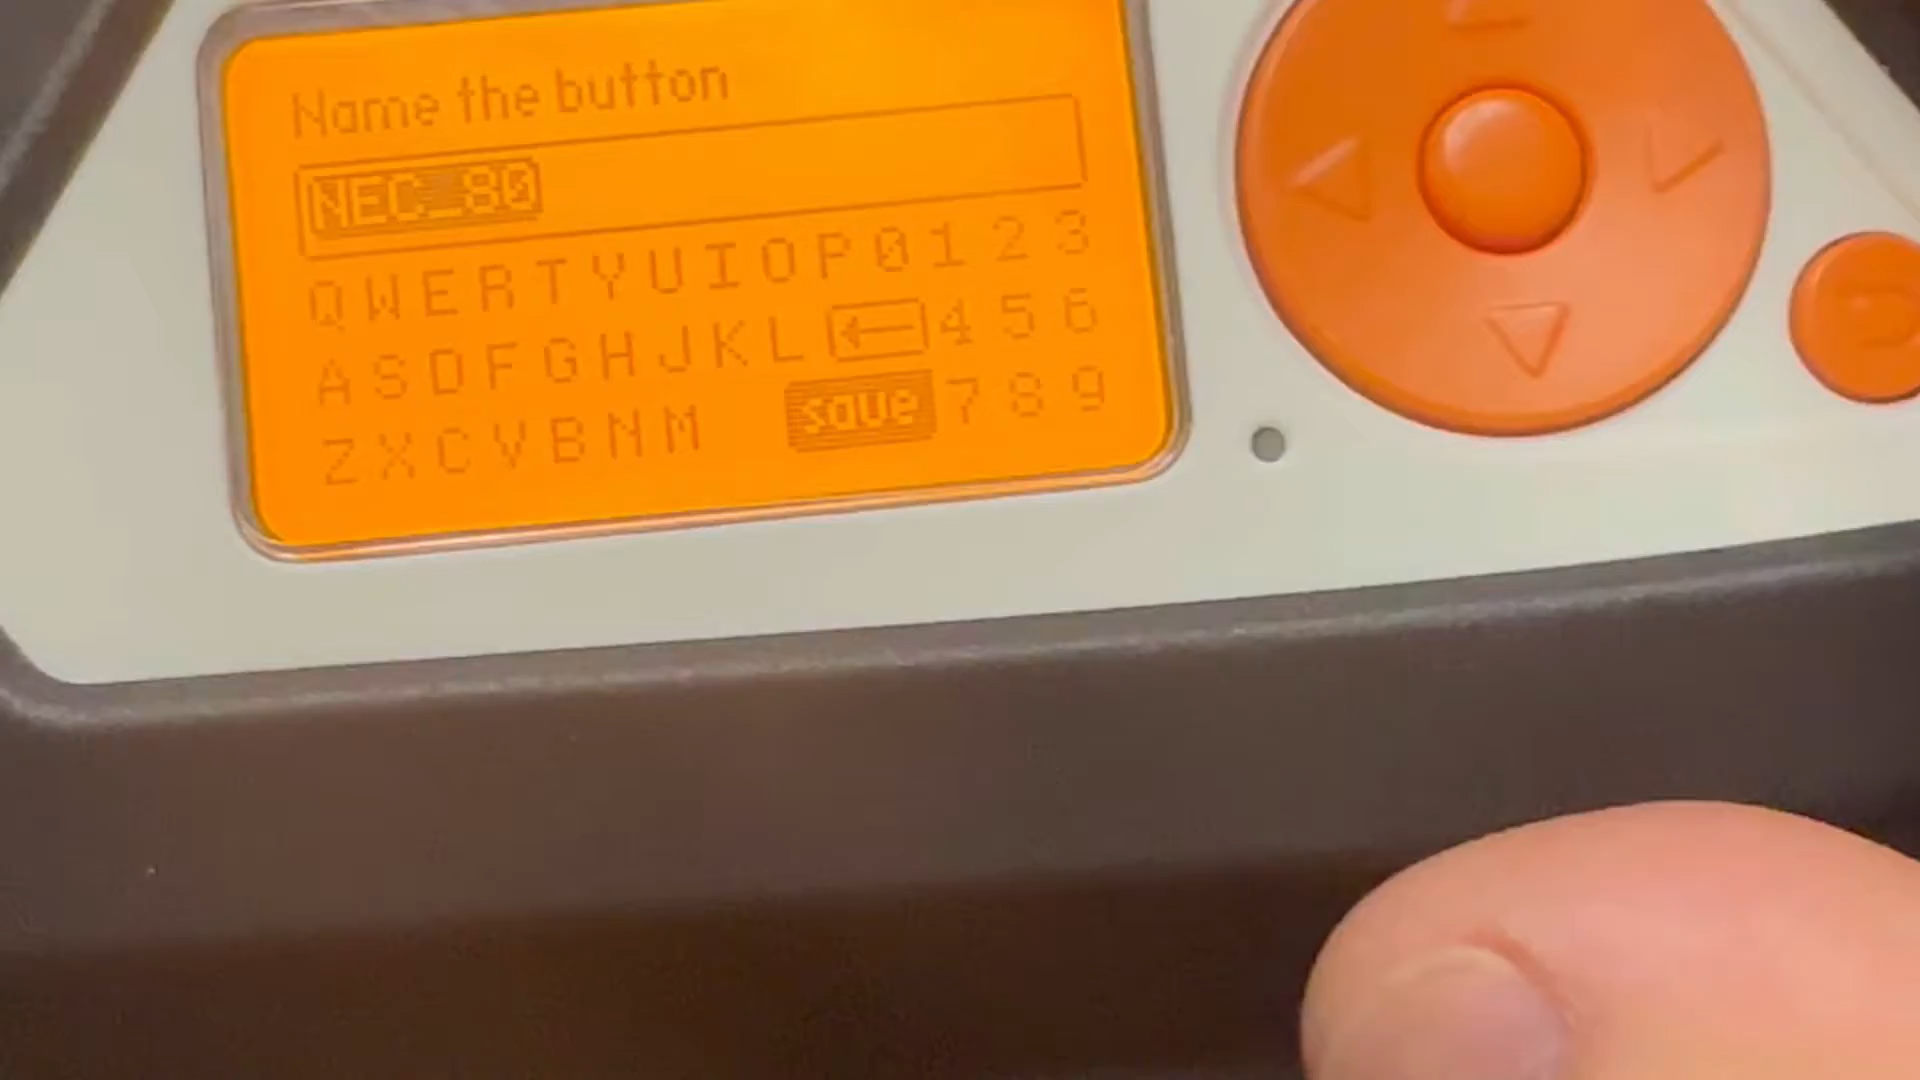 Name the button
NEC_80
QWERTYUIOP0123
ASDFGHJKL456
ZXCVBNM save 789